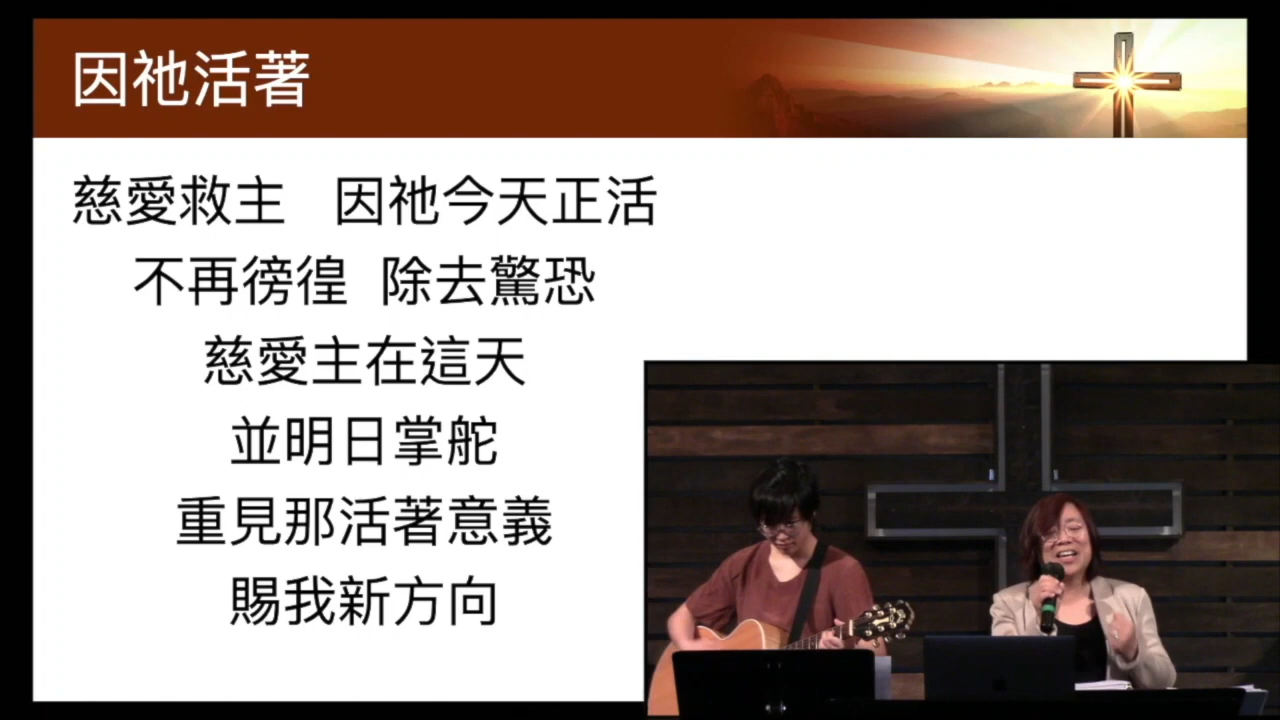 因祂活著
慈愛救主 因祂今天正活
不再徬徨 除去驚恐
慈愛主在這天
並明日掌舵
重見那活著意義
賜我新方向